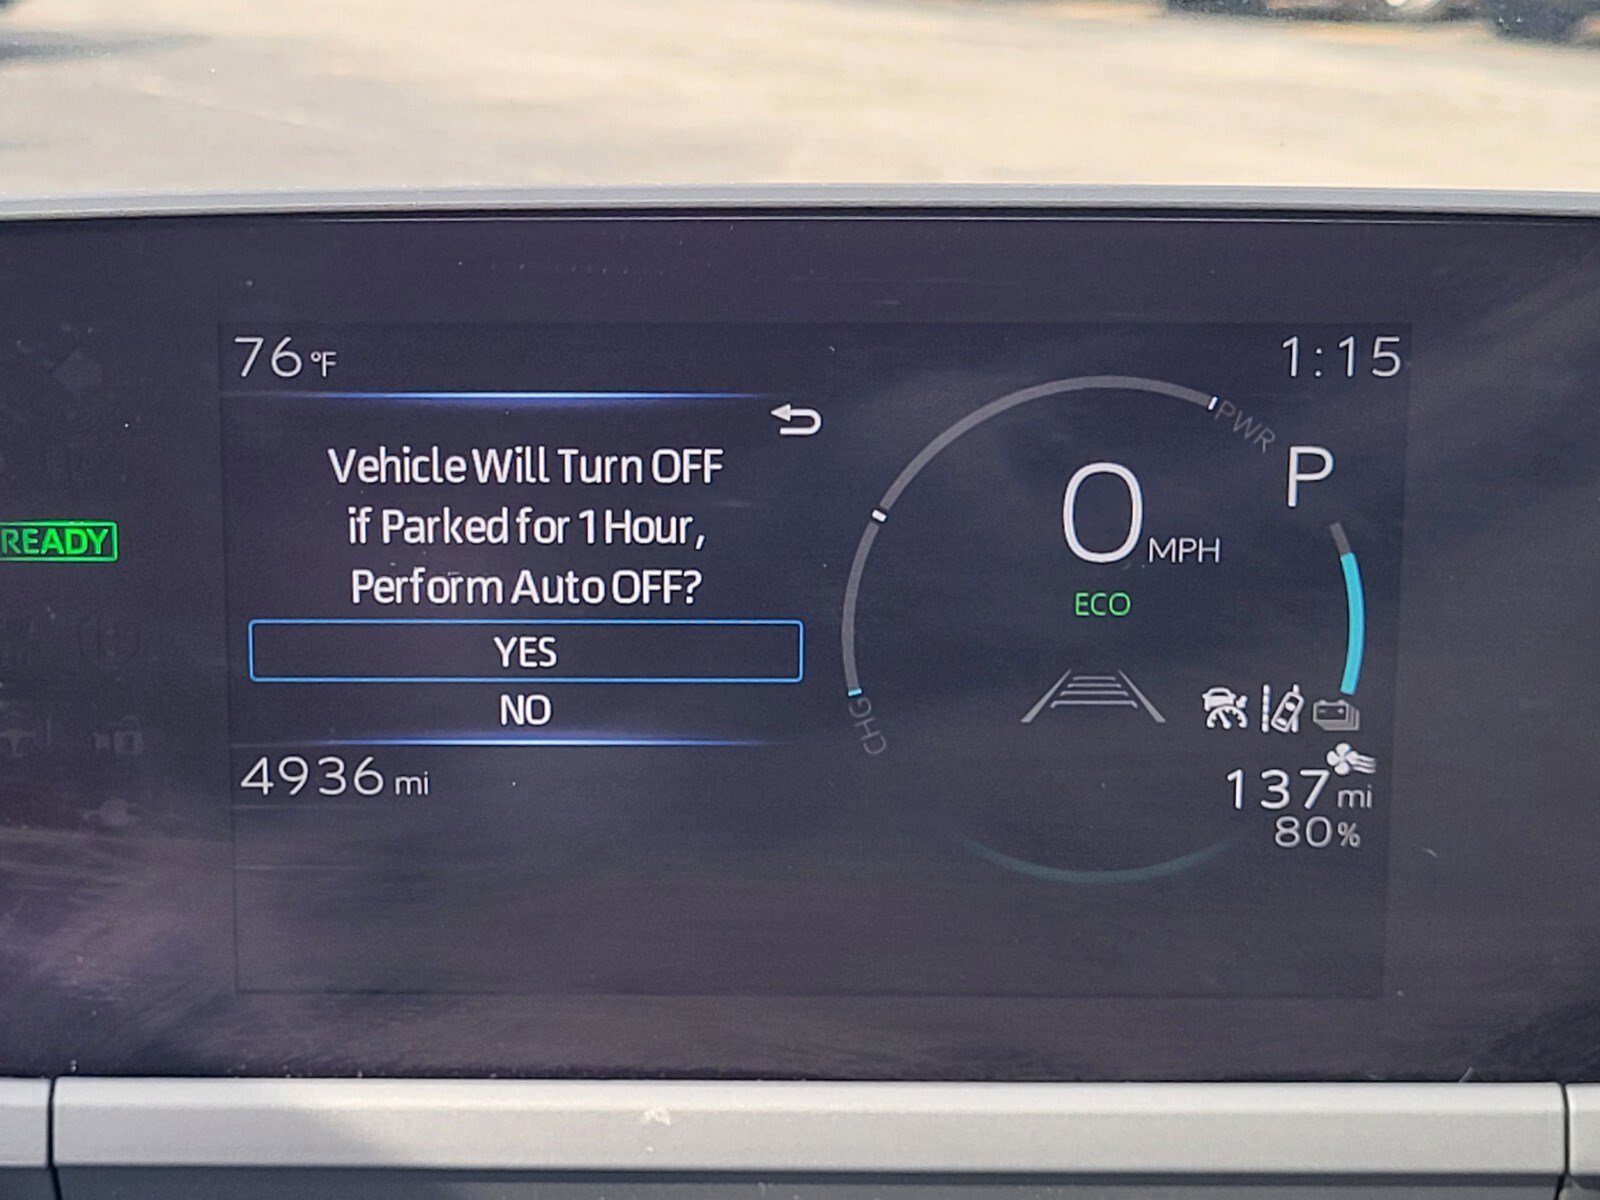 76 °F
1:15
Vehicle Will Turn OFF
if Parked for 1 Hour,
Perform Auto OFF?
YES
NO
4936 mi
READY
PWR
P
0 MPH
ECO
CHG
137 mi
80%